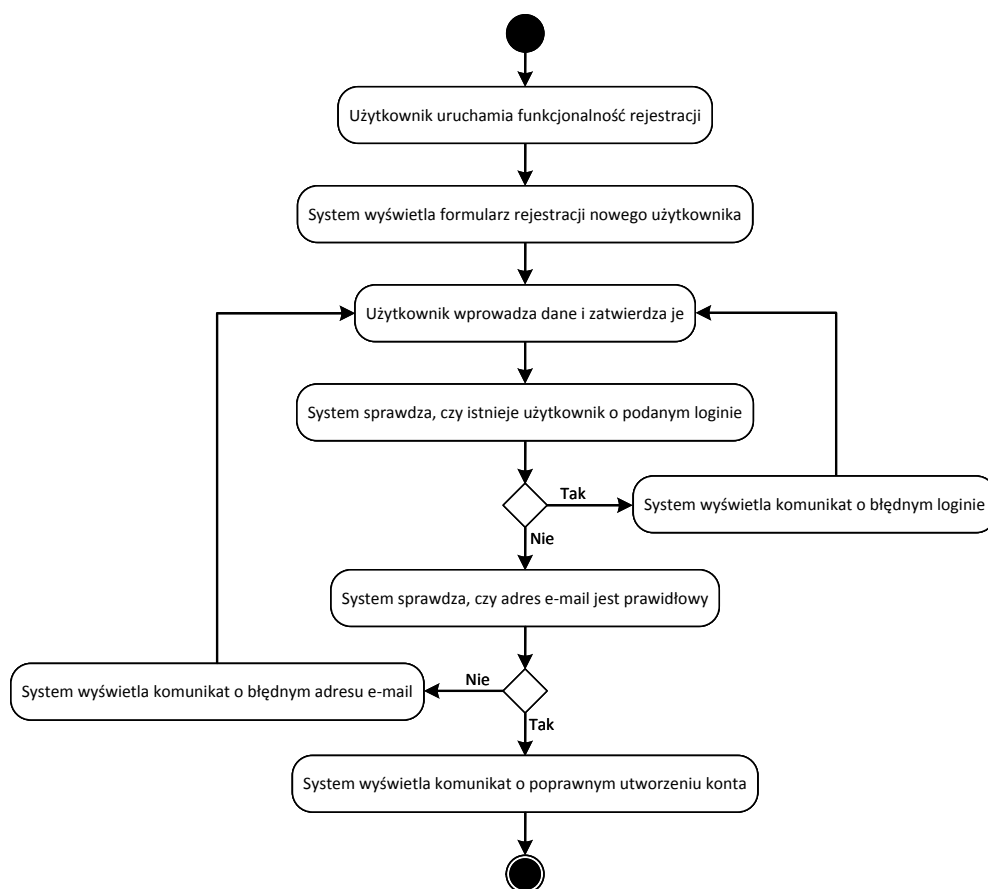 Użytkownik uruchamia funkcjonalność rejestracji
System wyświetla formularz rejestracji nowego użytkownika
Użytkownik wprowadza dane i zatwierdza je
System sprawdza, czy istnieje użytkownik o podanym loginie
Tak
System wyświetla komunikat o błędnym loginie
Nie
System sprawdza, czy adres e-mail jest prawidłowy
System wyświetla komunikat o błędnym adresu e-mail
Nie
Tak
System wyświetla komunikat o poprawnym utworzeniu konta